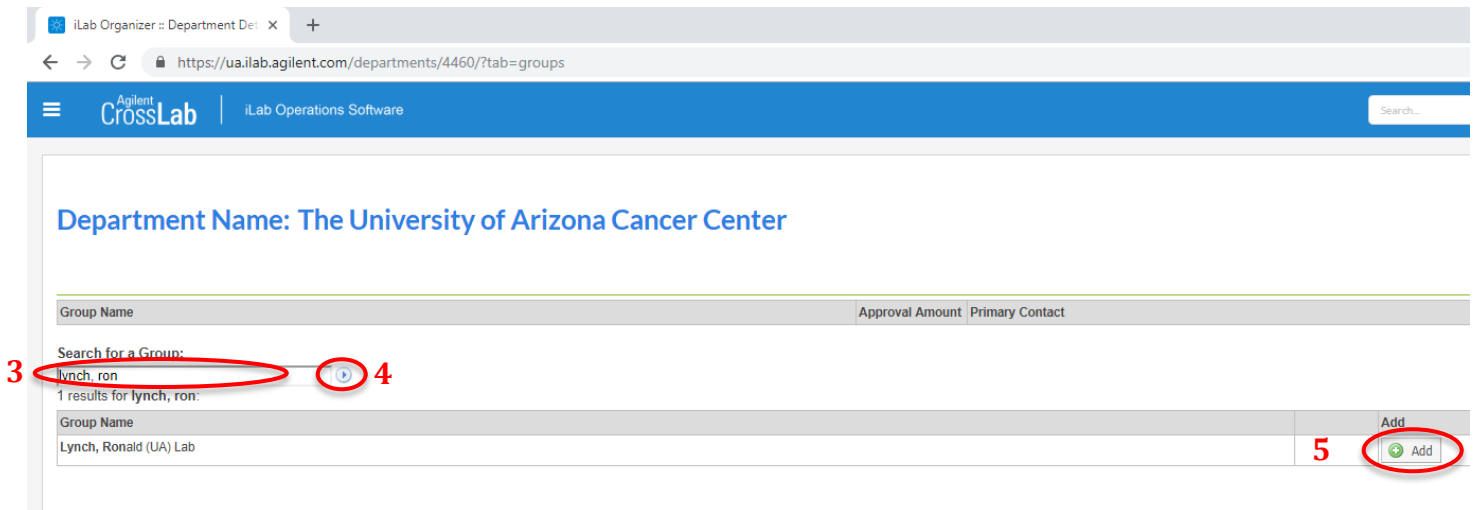 iLab Organizer :: Department Det
https://ua.ilab.agilent.com/departments/4460/?tab=groups
Agilent
CrossLab
iLab Operations Software
Search...
Department Name: The University of Arizona Cancer Center
Group Name Approval Amount Primary Contact
Search for a Group:
3 lynch, ron 4
1 results for lynch, ron:
Group Name Add
Lynch, Ronald (UA) Lab 5 Add